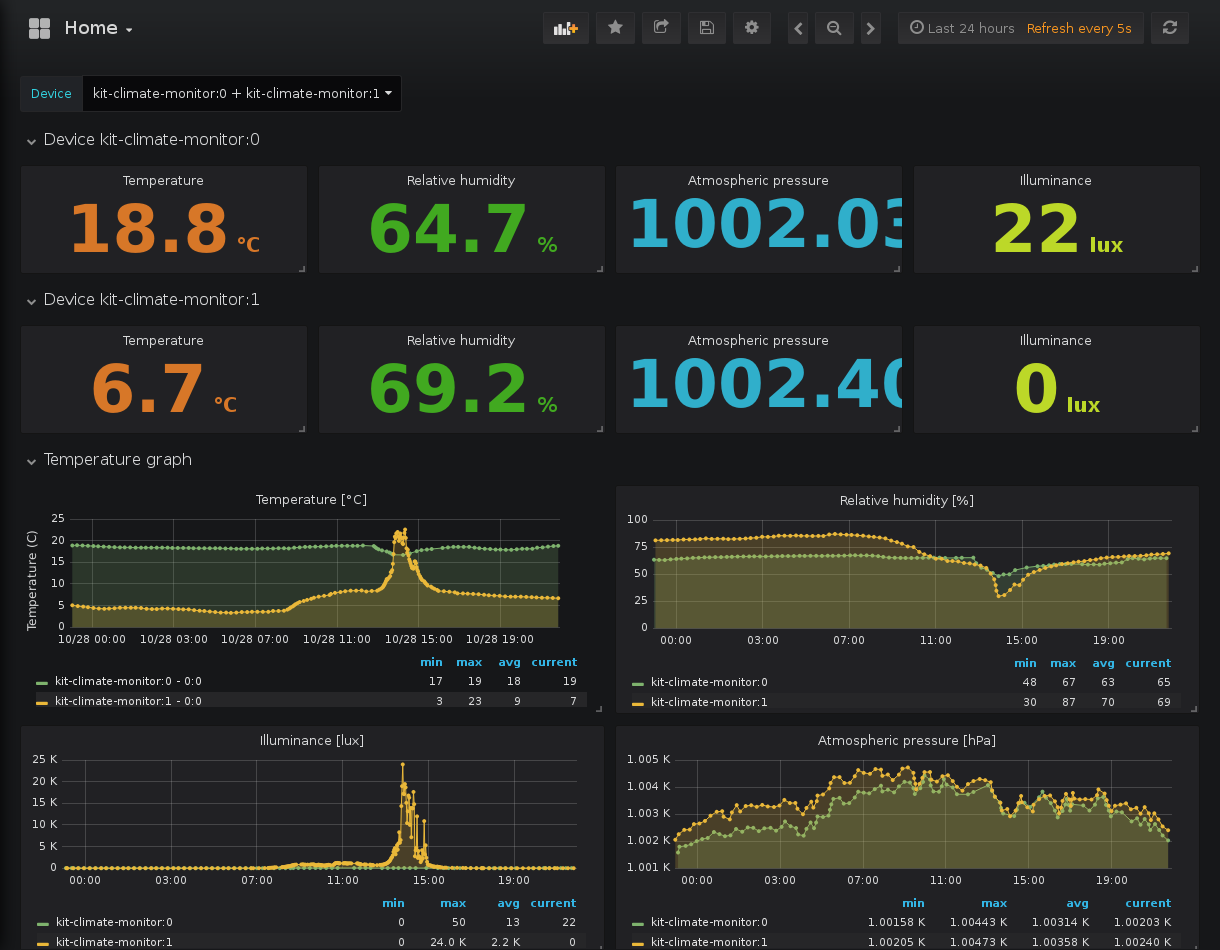 Home
Last 24 hours Refresh every 5s
Device kit-climate-monitor:0 + kit-climate-monitor:1
Device kit-climate-monitor:0
Temperature Relative humidity Atmospheric pressure Illuminance
18.8 °C 64.7 % 1002.03 22 lux
Device kit-climate-monitor:1
Temperature Relative humidity Atmospheric pressure Illuminance
6.7 °C 69.2 % 1002.40 0 lux
Temperature graph
Temperature [°C]
Temperature (C)
25
20
15
10
5
0
10/28 00:00 10/28 03:00 10/28 07:00 10/28 11:00 10/28 15:00 10/28 19:00
min max avg current
kit-climate-monitor:0 - 0:0 17 19 18 19
kit-climate-monitor:1 - 0:0 3 23 9 7
Relative humidity [%]
100
75
50
25
0
00:00 03:00 07:00 11:00 15:00 19:00
min max avg current
kit-climate-monitor:0 48 67 63 65
kit-climate-monitor:1 30 87 70 69
Illuminance [lux]
25 K
20 K
15 K
10 K
5 K
0
00:00 03:00 07:00 11:00 15:00 19:00
min max avg current
kit-climate-monitor:0 0 50 13 22
kit-climate-monitor:1 0 24.0 K 2.2 K 0
Atmospheric pressure [hPa]
1.005 K
1.004 K
1.003 K
1.002 K
1.001 K
00:00 03:00 07:00 11:00 15:00 19:00
min max avg current
kit-climate-monitor:0 1.00158 K 1.00443 K 1.00314 K 1.00203 K
kit-climate-monitor:1 1.00205 K 1.00473 K 1.00358 K 1.00240 K